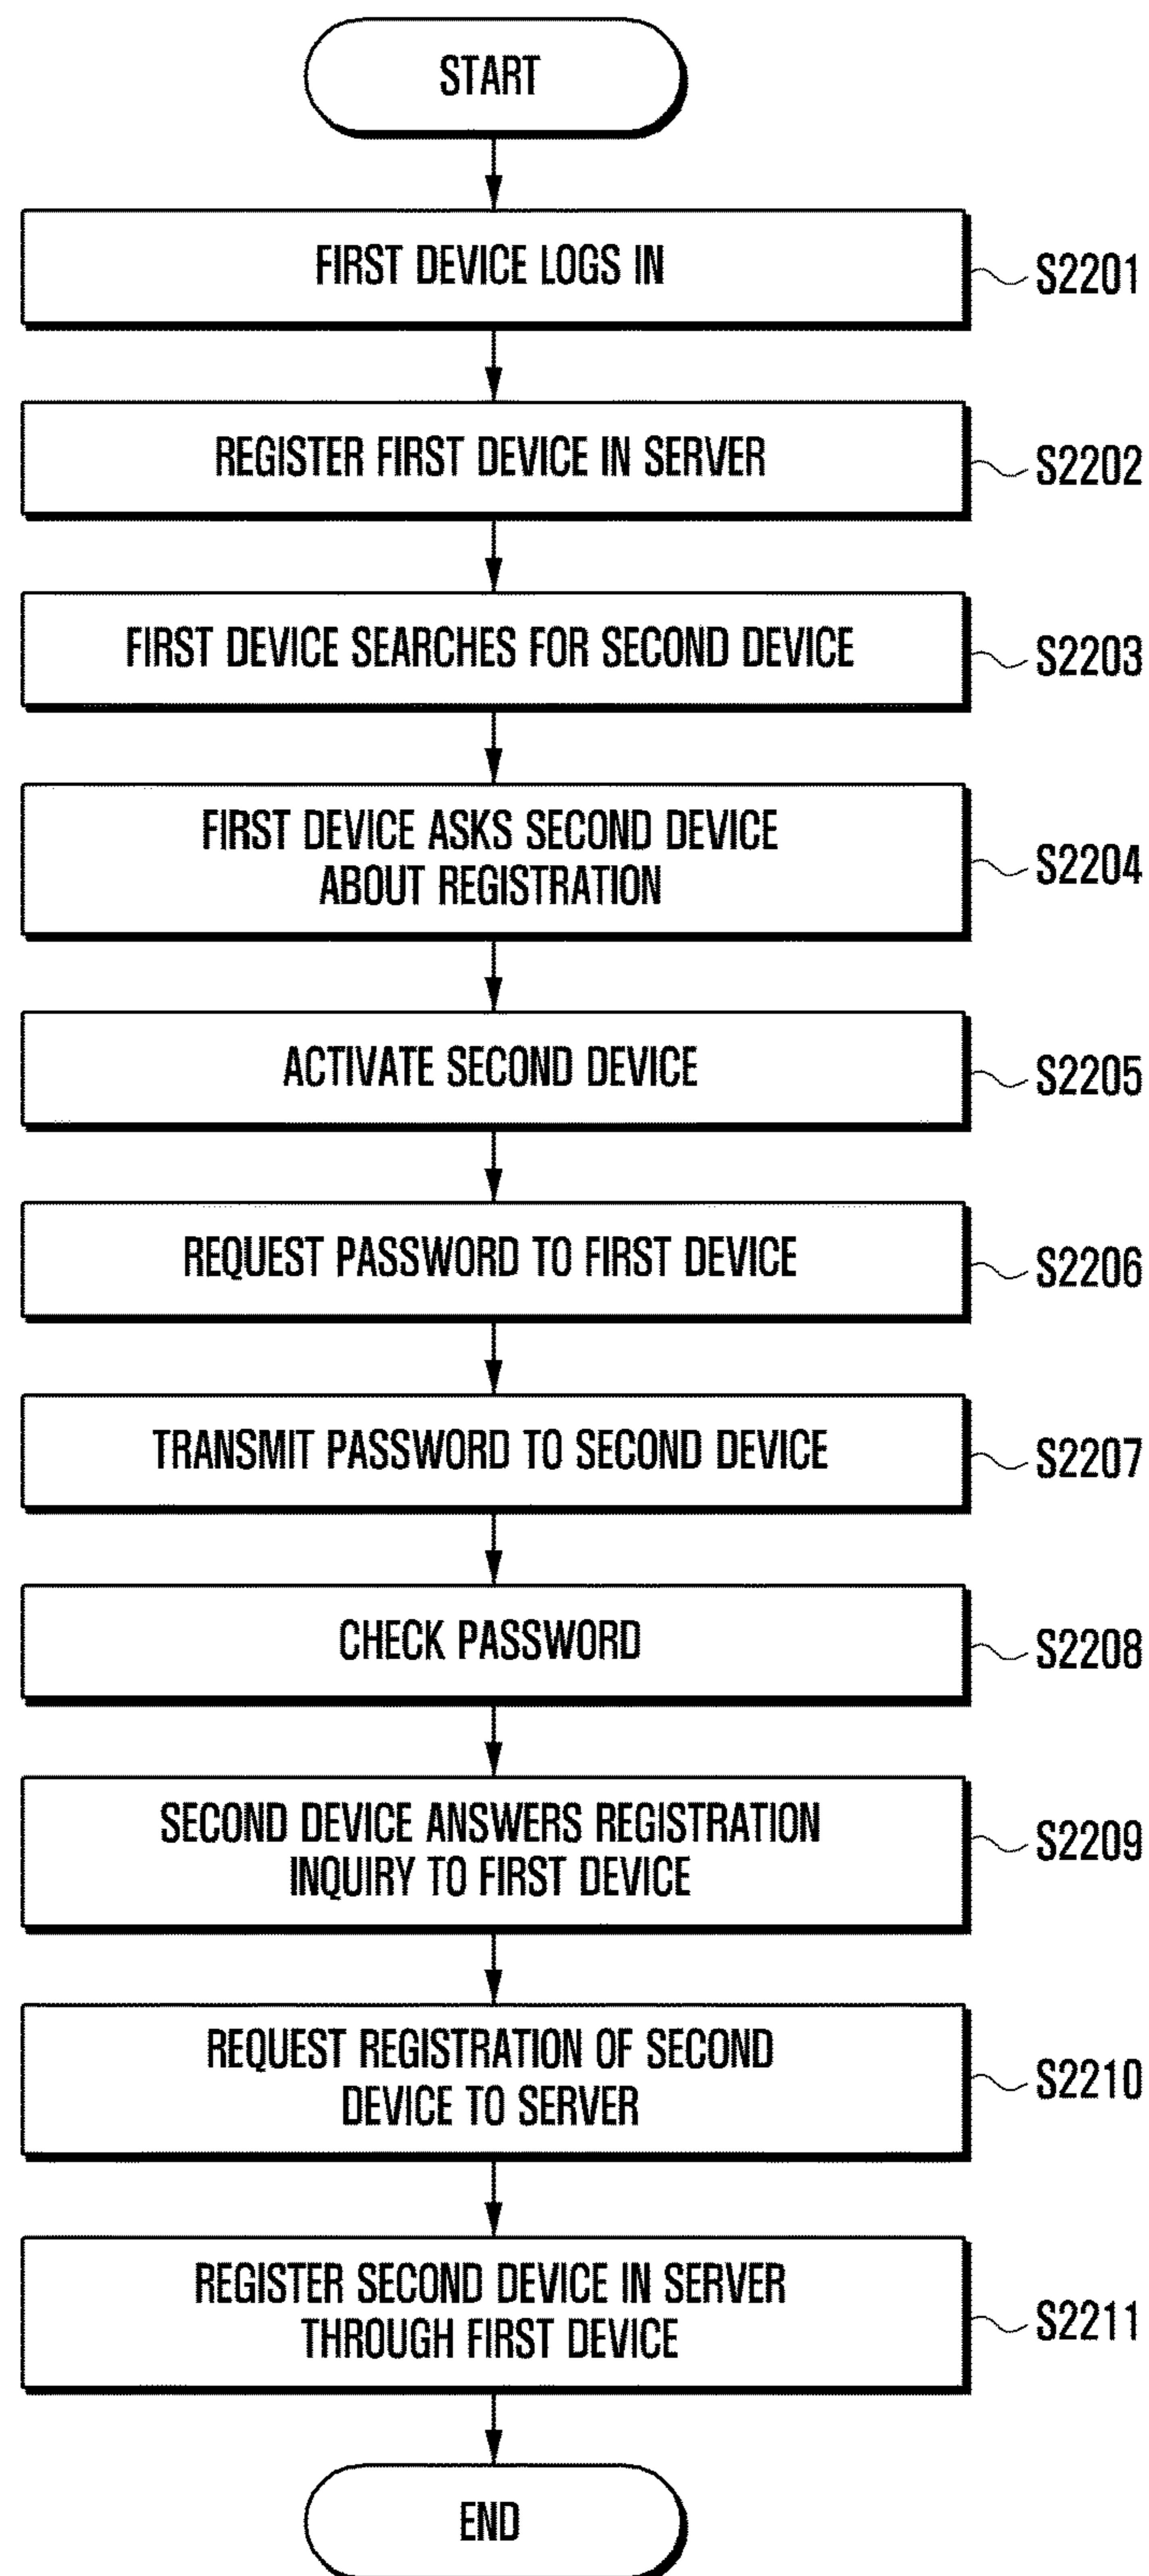 START
FIRST DEVICE LOGS IN
S2201
REGISTER FIRST DEVICE IN SERVER
S2202
FIRST DEVICE SEARCHES FOR SECOND DEVICE
S2203
FIRST DEVICE ASKS SECOND DEVICE
ABOUT REGISTRATION
S2204
ACTIVATE SECOND DEVICE
S2205
REQUEST PASSWORD TO FIRST DEVICE
S2206
TRANSMIT PASSWORD TO SECOND DEVICE
S2207
CHECK PASSWORD
S2208
SECOND DEVICE ANSWERS REGISTRATION
INQUIRY TO FIRST DEVICE
S2209
REQUEST REGISTRATION OF SECOND
DEVICE TO SERVER
S2210
REGISTER SECOND DEVICE IN SERVER
THROUGH FIRST DEVICE
S2211
END